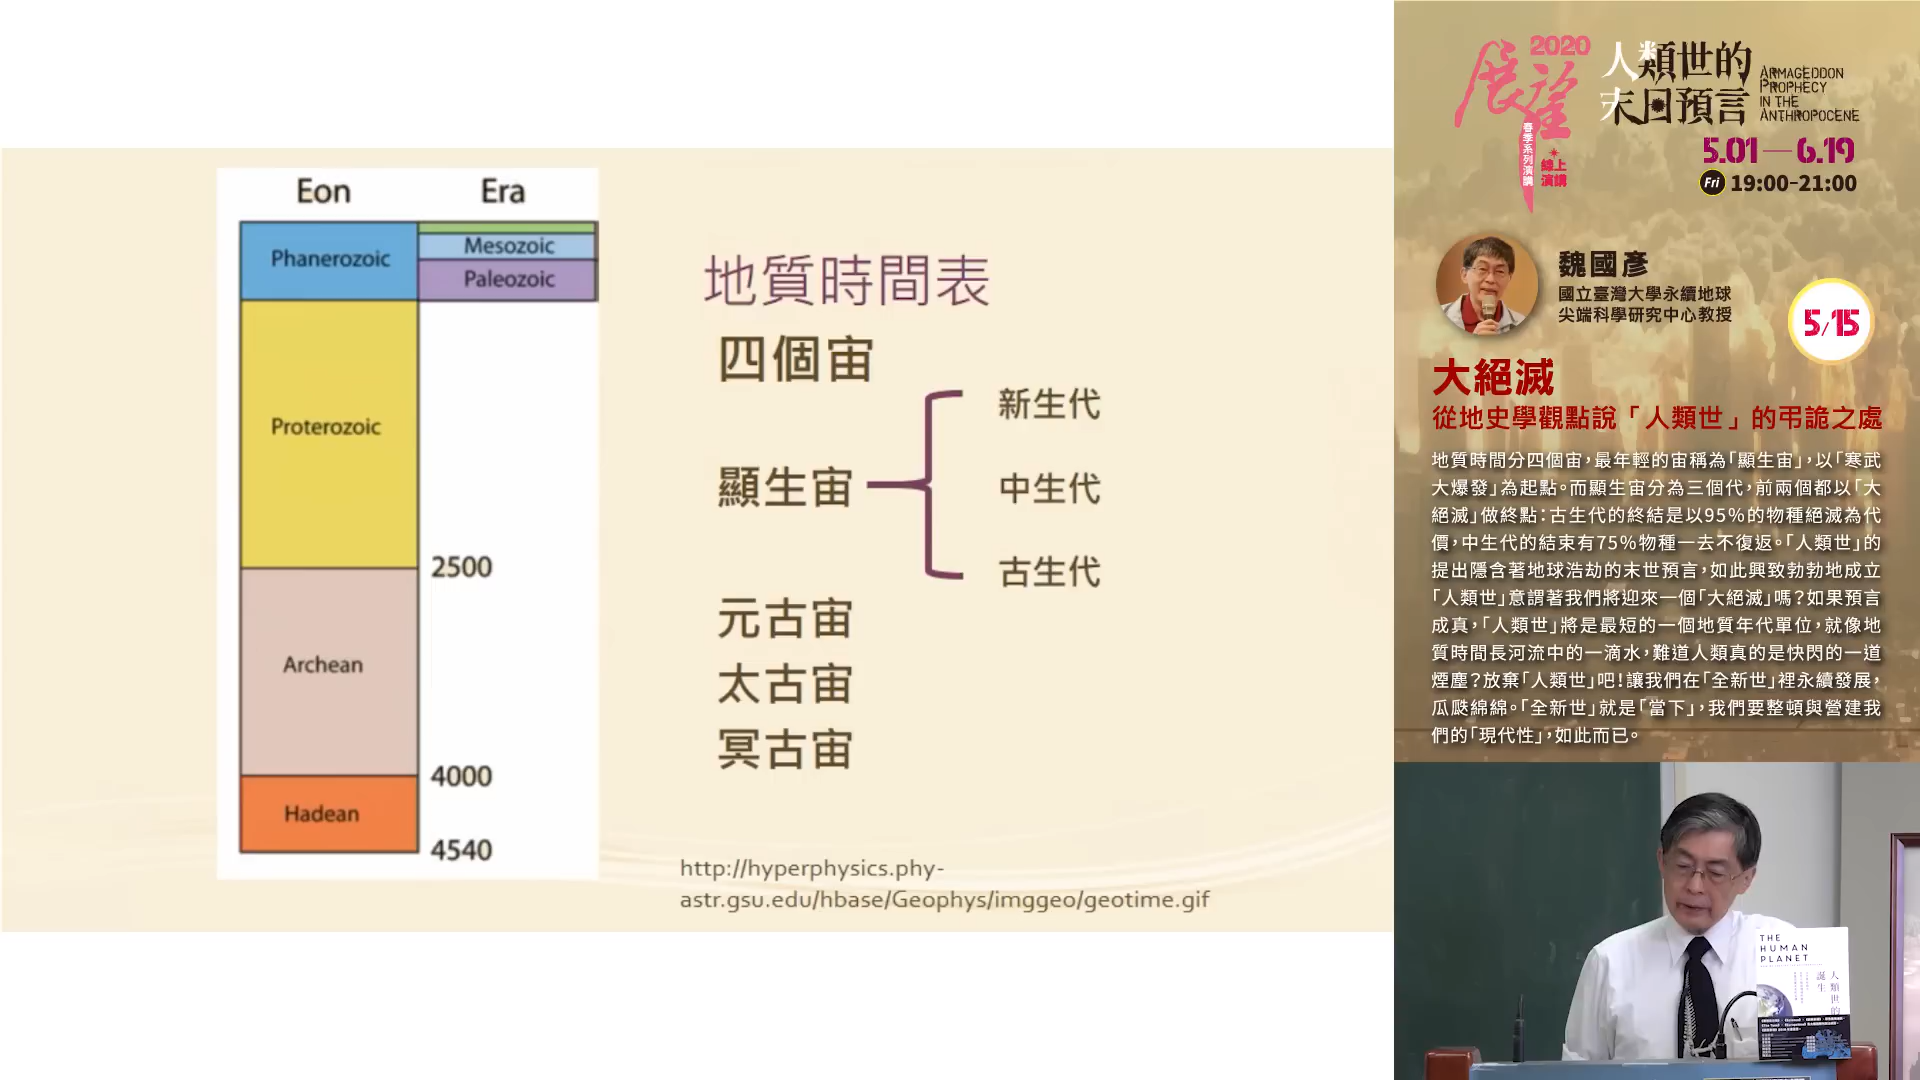 Eon
Era
Phanerozoic
Mesozoic
Paleozoic
Proterozoic
2500
Archean
4000
Hadean
4540
地質時間表
四個宙
新生代
顯生宙
中生代
古生代
元古宙
太古宙
冥古宙
http://hyperphysics.phy-
astr.gsu.edu/hbase/Geophys/imggeo/geotime.gif
2020
展望
春季系列演講
線上
演講
人類世的
末日預言
ARMAGEDDON
PROPHECY
IN THE
ANTHROPOCENE
5.01—6.19
Fri 19:00-21:00
魏國彥
國立臺灣大學永續地球
尖端科學研究中心教授
5/15
大絕滅
從地史學觀點說「人類世」的弔詭之處
地質時間分四個宙，最年輕的宙稱為「顯生宙」，以「寒武
大爆發」為起點。而顯生宙分為三個代，前兩個都以「大
絕滅」做終點：古生代的終結是以95%的物種絕滅為代
價，中生代的結束有75%物種一去不復返。「人類世」的
提出隱含著地球浩劫的末世預言，如此興致勃勃地成立
「人類世」意謂著我們將迎來一個「大絕滅」嗎？如果預言
成真，「人類世」將是最短的一個地質年代單位，就像地
質時間長河流中的一滴水，難道人類真的是快閃的一道
煙塵？放棄「人類世」吧！讓我們在「全新世」裡永續發展，
瓜瓞綿綿。「全新世」就是「當下」，我們要整頓與營建我
們的「現代性」，如此而已。
THE
HUMAN
PLANET
人類世的
誕生